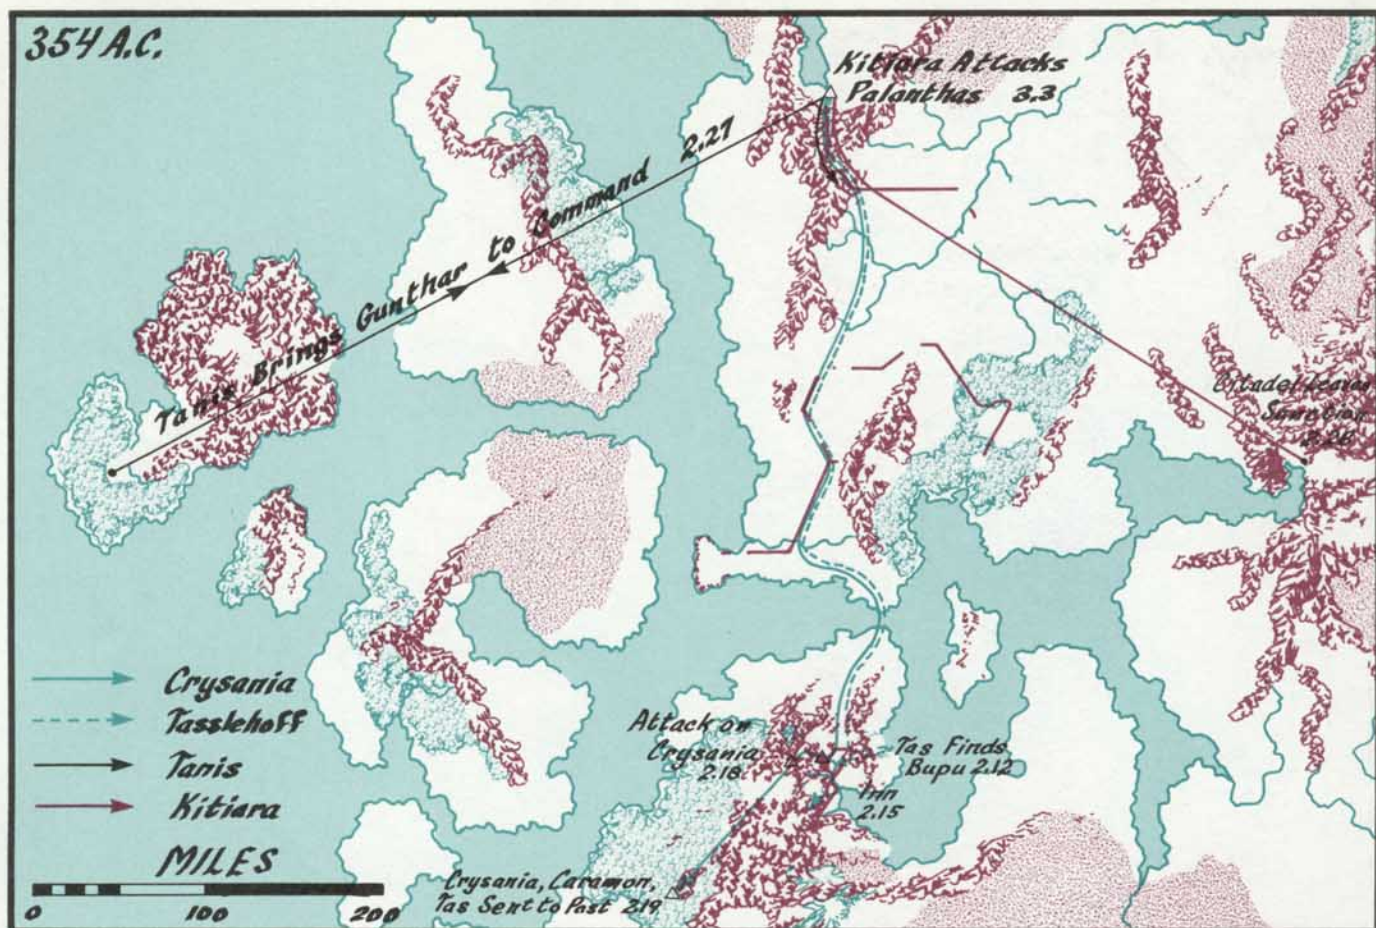 354 A.C.
Kitiara Attacks
Palanthas 3.3
Tanis Brings Gunthar to Command 2.27
Citadel Leaves
Sanction
2.28
Crysania
Tasslehoff
Tanis
Kitiara
MILES
0 100 200
Attack on
Crysania
2.18
Tas Finds
Bupu 2.12
Inn
2.15
Crysania, Caramon,
Tas Sent to Past 2.19